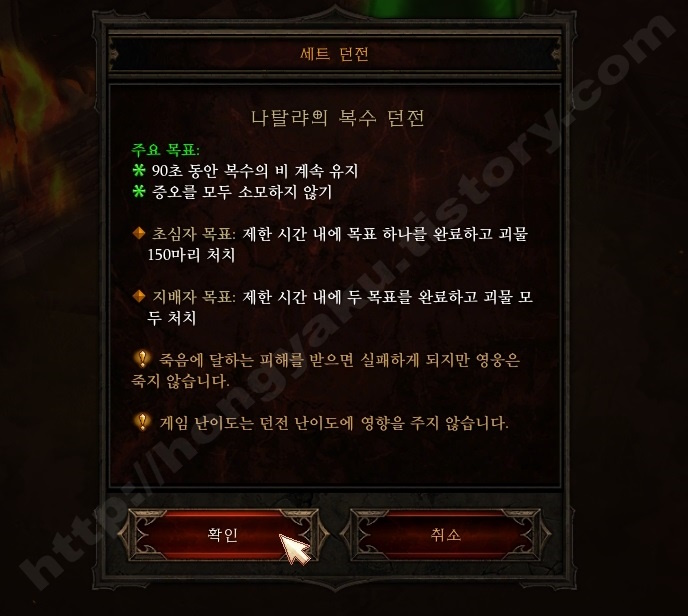 세트 던전
나탈랴의 복수 던전
주요 목표:
* 90초 동안 복수의 비 계속 유지
* 증오를 모두 소모하지 않기
초심자 목표: 제한 시간 내에 목표 하나를 완료하고 괴물
150마리 처치
지배자 목표: 제한 시간 내에 두 목표를 완료하고 괴물 모
두 처치
죽음에 달하는 피해를 받으면 실패하게 되지만 영웅은
죽지 않습니다.
게임 난이도는 던전 난이도에 영향을 주지 않습니다.
확인
취소
http://hongyaku.tistory.com